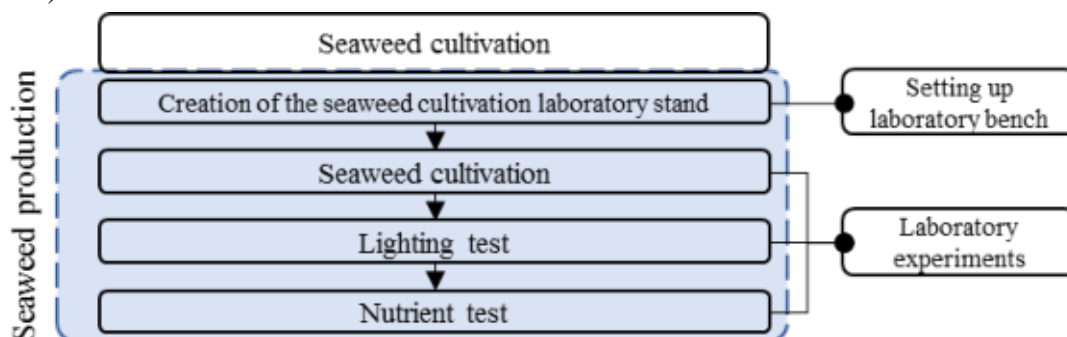 Seaweed cultivation
Seaweed production
Creation of the seaweed cultivation laboratory stand
Setting up
laboratory bench
Seaweed cultivation
Lighting test
Laboratory
experiments
Nutrient test